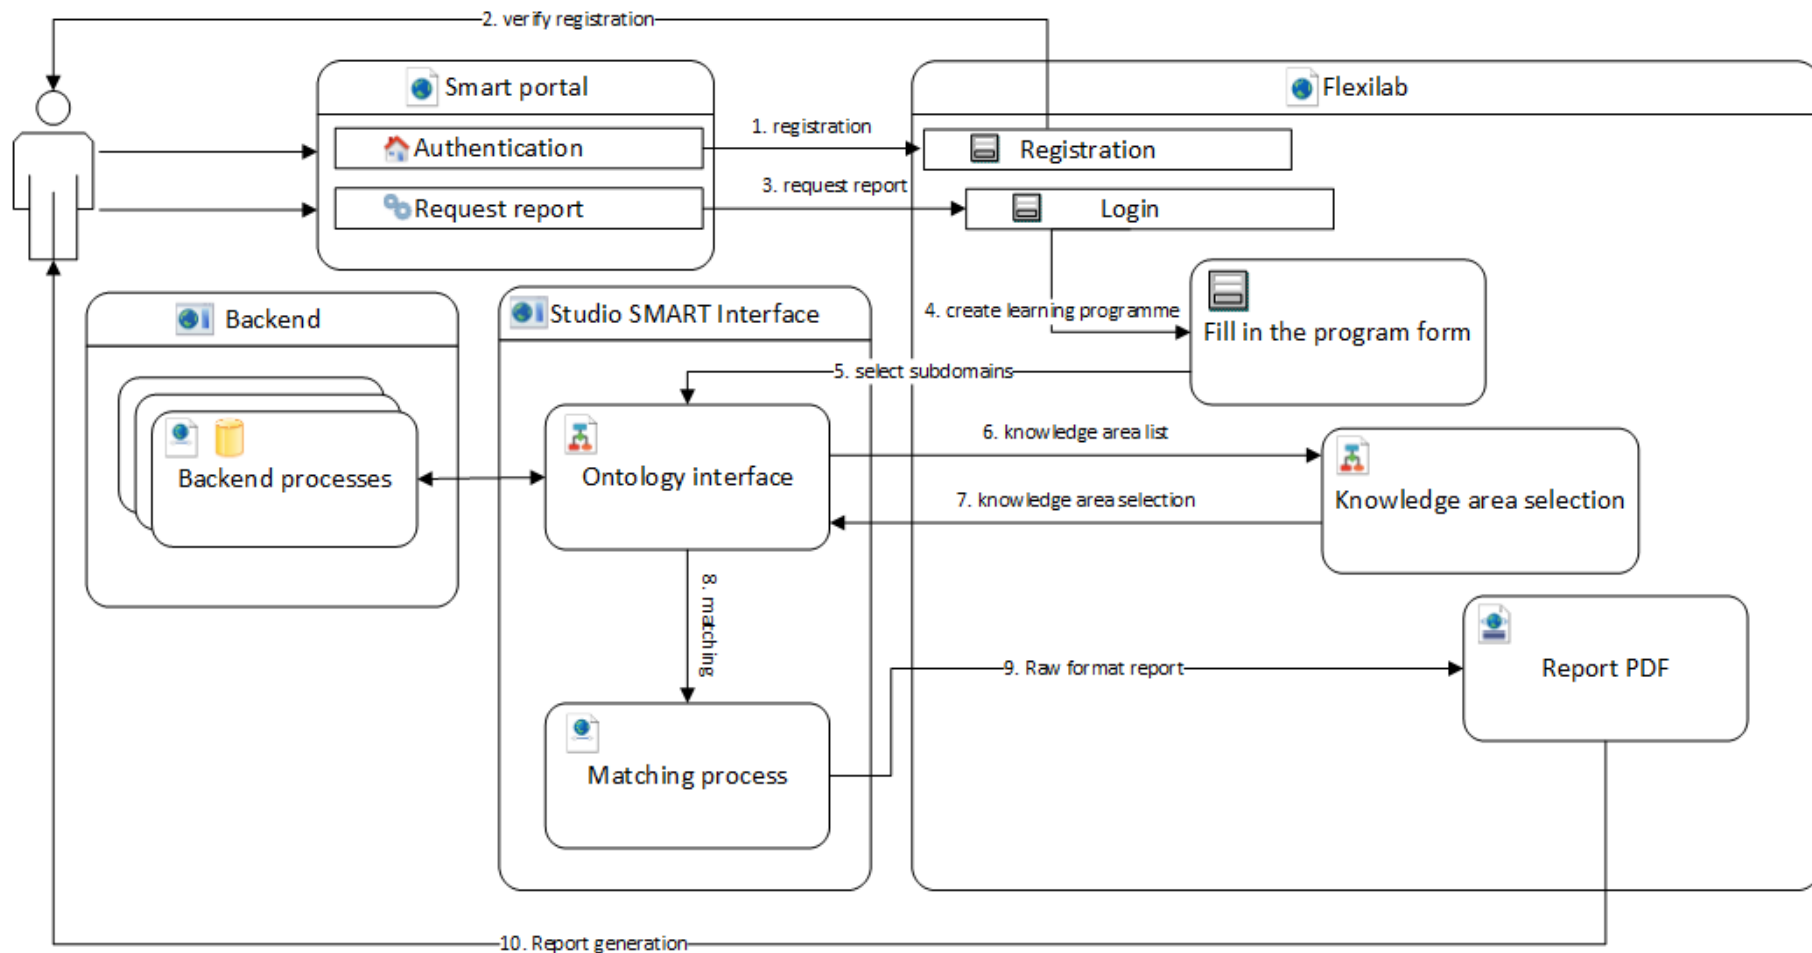 2. verify registration
Smart portal
Flexilab
1. registration
Authentication
Registration
3. request report
Request report
Login
Backend
Studio SMART Interface
4. create learning programme
Fill in the program form
5. select subdomains
6. knowledge area list
Backend processes
Ontology interface
Knowledge area selection
7. knowledge area selection
8. matching
9. Raw format report
Report PDF
Matching process
10. Report generation